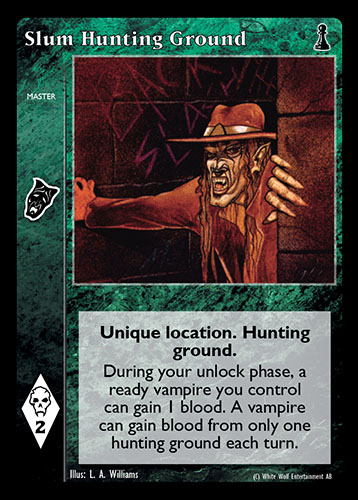 Slum Hunting Ground
MASTER
Unique location. Hunting
ground.
During your unlock phase, a
ready vampire you control
can gain 1 blood. A vampire
can gain blood from only one
hunting ground each turn.
2
Illus: L. A. Williams
(C) White Wolf Entertainment AB